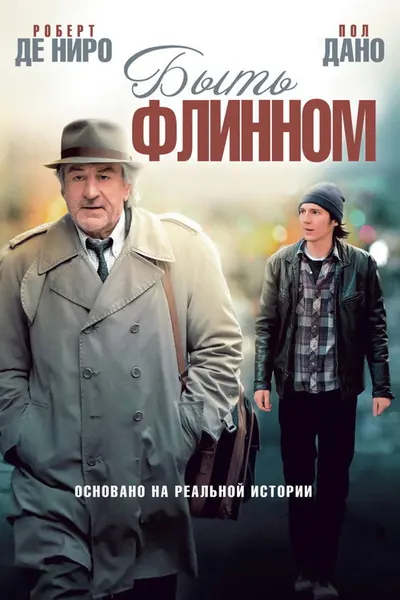 РОБЕРТ
ДЕ НИРО
ПОЛ
ДАНО
Быть
ФЛИННОМ
ОСНОВАНО НА РЕАЛЬНОЙ ИСТОРИИ